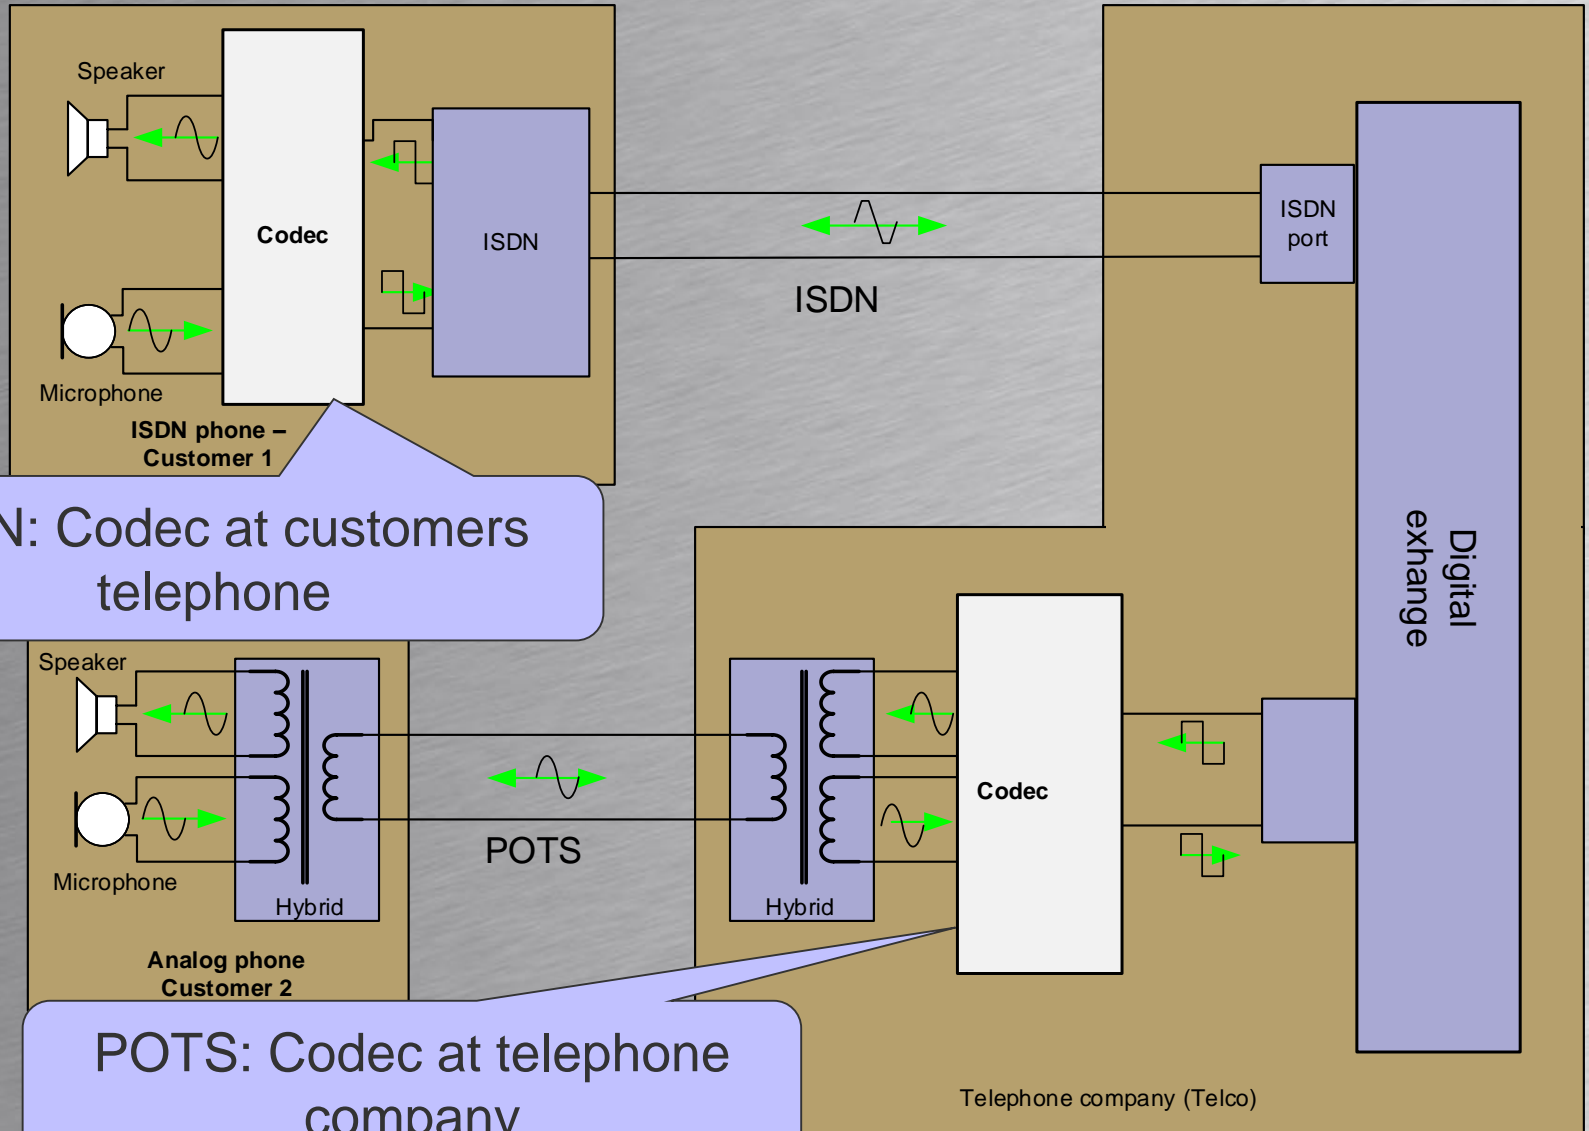 Speaker
Codec
ISDN
Microphone
ISDN phone –
Customer 1
ISDN
ISDN
port
Digital
exhange
N: Codec at customers
telephone
Speaker
Microphone
Hybrid
Analog phone
Customer 2
POTS
Hybrid
Codec
POTS: Codec at telephone
company
Telephone company (Telco)